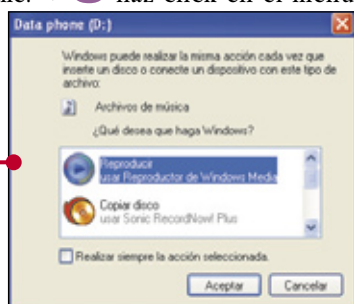 haz click en el menú
Data phone (D:)
Windows puede realizar la misma acción cada vez que
inserte un disco o conecte un dispositivo con este tipo de
archivo:
Archivos de música
¿Qué desea que haga Windows?
Reproducir
usar Reproductor de Windows Media
Copiar disco
usar Sonic RecordNow! Plus
Realizar siempre la acción seleccionada.
Aceptar
Cancelar